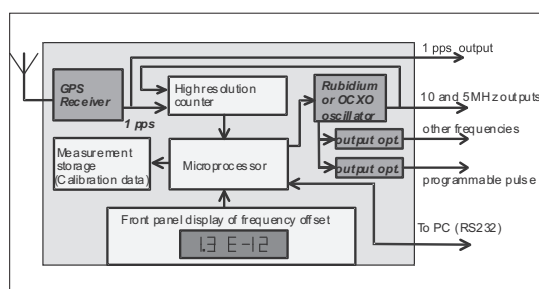 1 pps output
GPS
Receiver
1 pps
High resolution
counter
Rubidium
or OCXO
oscillator
10 and 5MHz outputs
other frequencies
output opt.
output opt.
programmable pulse
Measurement
storage
(Calibration data)
Microprocessor
Front panel display of frequency offset
1.3 E-12
To PC (RS232)